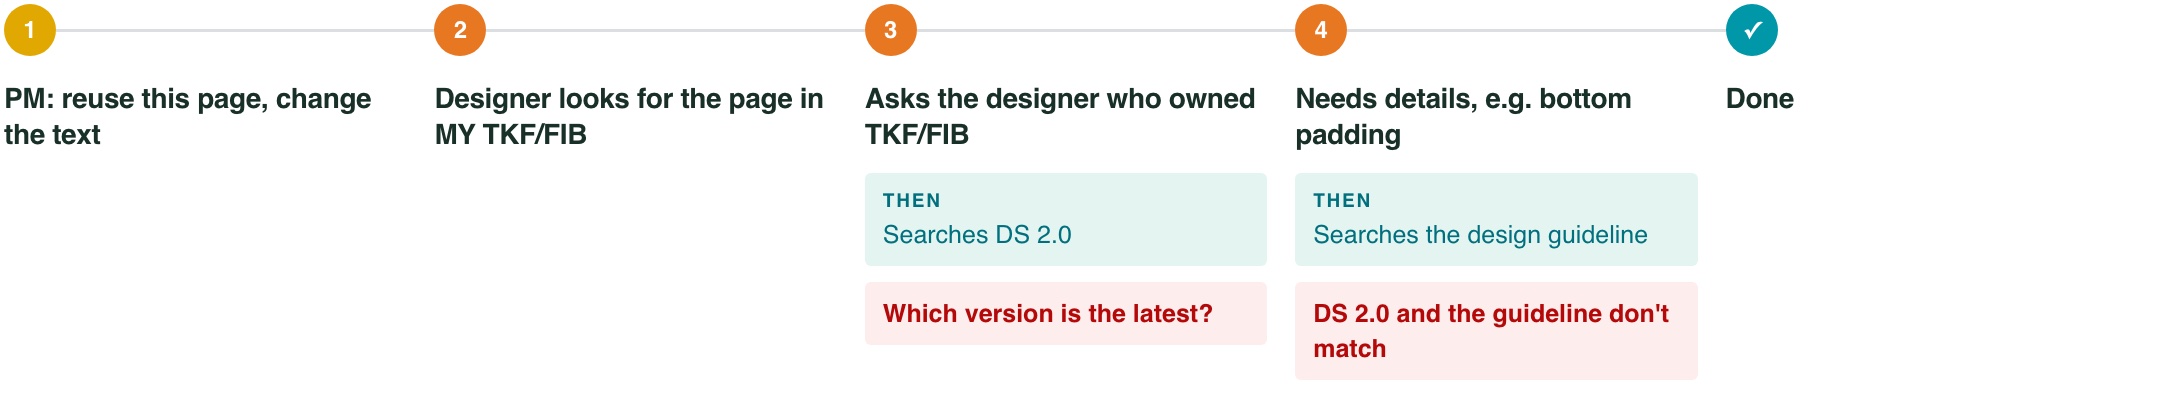 1
2
3
4
✓
PM: reuse this page, change
the text
Designer looks for the page in
MY TKF/FIB
Asks the designer who owned
TKF/FIB
THEN
Searches DS 2.0
Which version is the latest?
Needs details, e.g. bottom
padding
THEN
Searches the design guideline
DS 2.0 and the guideline don't
match
Done